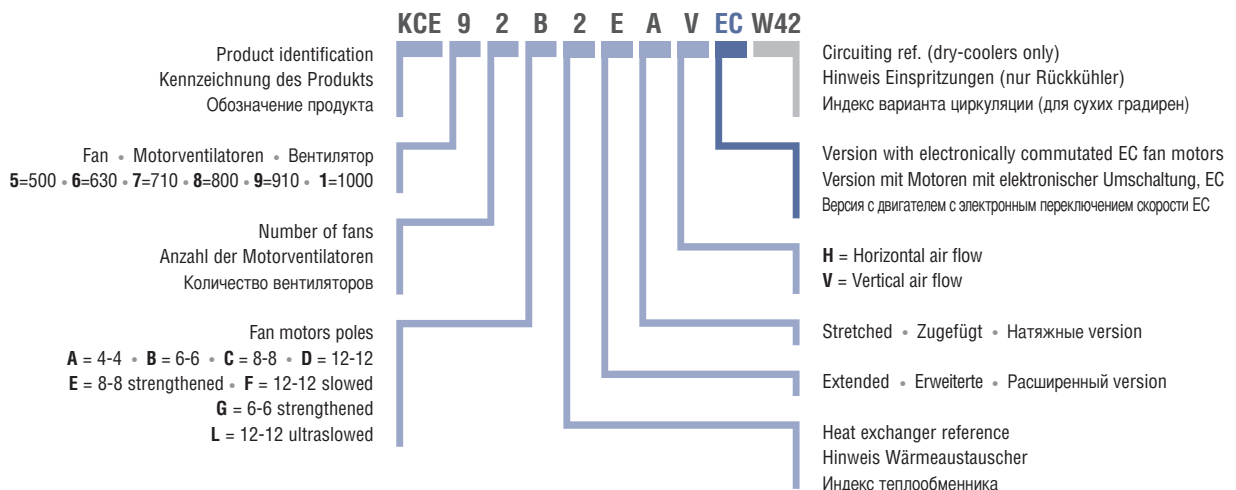 KCE 9 2 B 2 E A V EC W42
Product identification
Kennzeichnung des Produkts
Обозначение продукта
Fan • Motorventilatoren • Вентилятор
5=500 • 6=630 • 7=710 • 8=800 • 9=910 • 1=1000
Number of fans
Anzahl der Motorventilatoren
Количество вентиляторов
Fan motors poles
A = 4-4 • B = 6-6 • C = 8-8 • D = 12-12
E = 8-8 strengthened • F = 12-12 slowed
G = 6-6 strengthened
L = 12-12 ultraslowed
Circuiting ref. (dry-coolers only)
Hinweis Einspritzungen (nur Rückkühler)
Индекс варианта циркуляции (для сухих градирен)
Version with electronically commutated EC fan motors
Version mit Motoren mit elektronischer Umschaltung, EC
Версия с двигателем с электронным переключением скорости EC
H = Horizontal air flow
V = Vertical air flow
Stretched • Zugefügt • Натяжные version
Extended • Erweiterte • Расширенный version
Heat exchanger reference
Hinweis Wärmeaustauscher
Индекс теплообменника